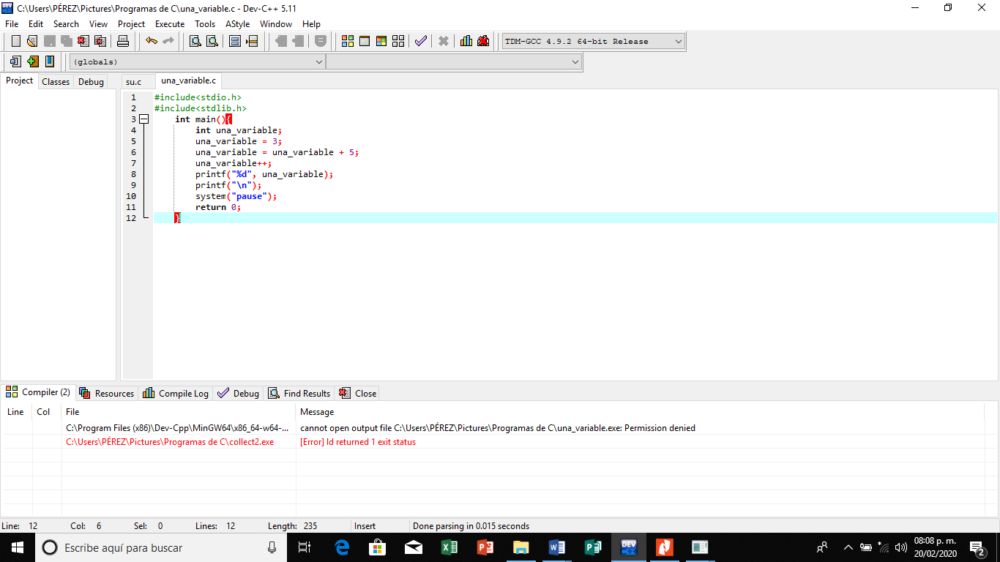 C:\Users\PÉREZ\Pictures\Programas de C\una_variable.c - Dev-C++ 5.11
File Edit Search View Project Execute Tools AStyle Window Help
TDM-GCC 4.9.2 64-bit Release
(globals)
Project Classes Debug su.c una_variable.c
1 #include<stdio.h>
2 #include<stdlib.h>
3 int main(){
4 int una_variable;
5 una_variable = 3;
6 una_variable = una_variable + 5;
7 una_variable++;
8 printf("%d", una_variable);
9 printf("\n");
10 system("pause");
11 return 0;
12 }
Compiler (2) Resources Compile Log Debug Find Results Close
Line Col File Message
C:\Program Files (x86)\Dev-Cpp\MinGW64\x86_64-w64-... cannot open output file C:\Users\PÉREZ\Pictures\Programas de C\una_variable.exe: Permission denied
C:\Users\PÉREZ\Pictures\Programas de C\collect2.exe [Error] ld returned 1 exit status
Line: 12 Col: 6 Sel: 0 Lines: 12 Length: 235 Insert Done parsing in 0.015 seconds
Escribe aquí para buscar
DEV
08:08 p. m.
20/02/2020
2